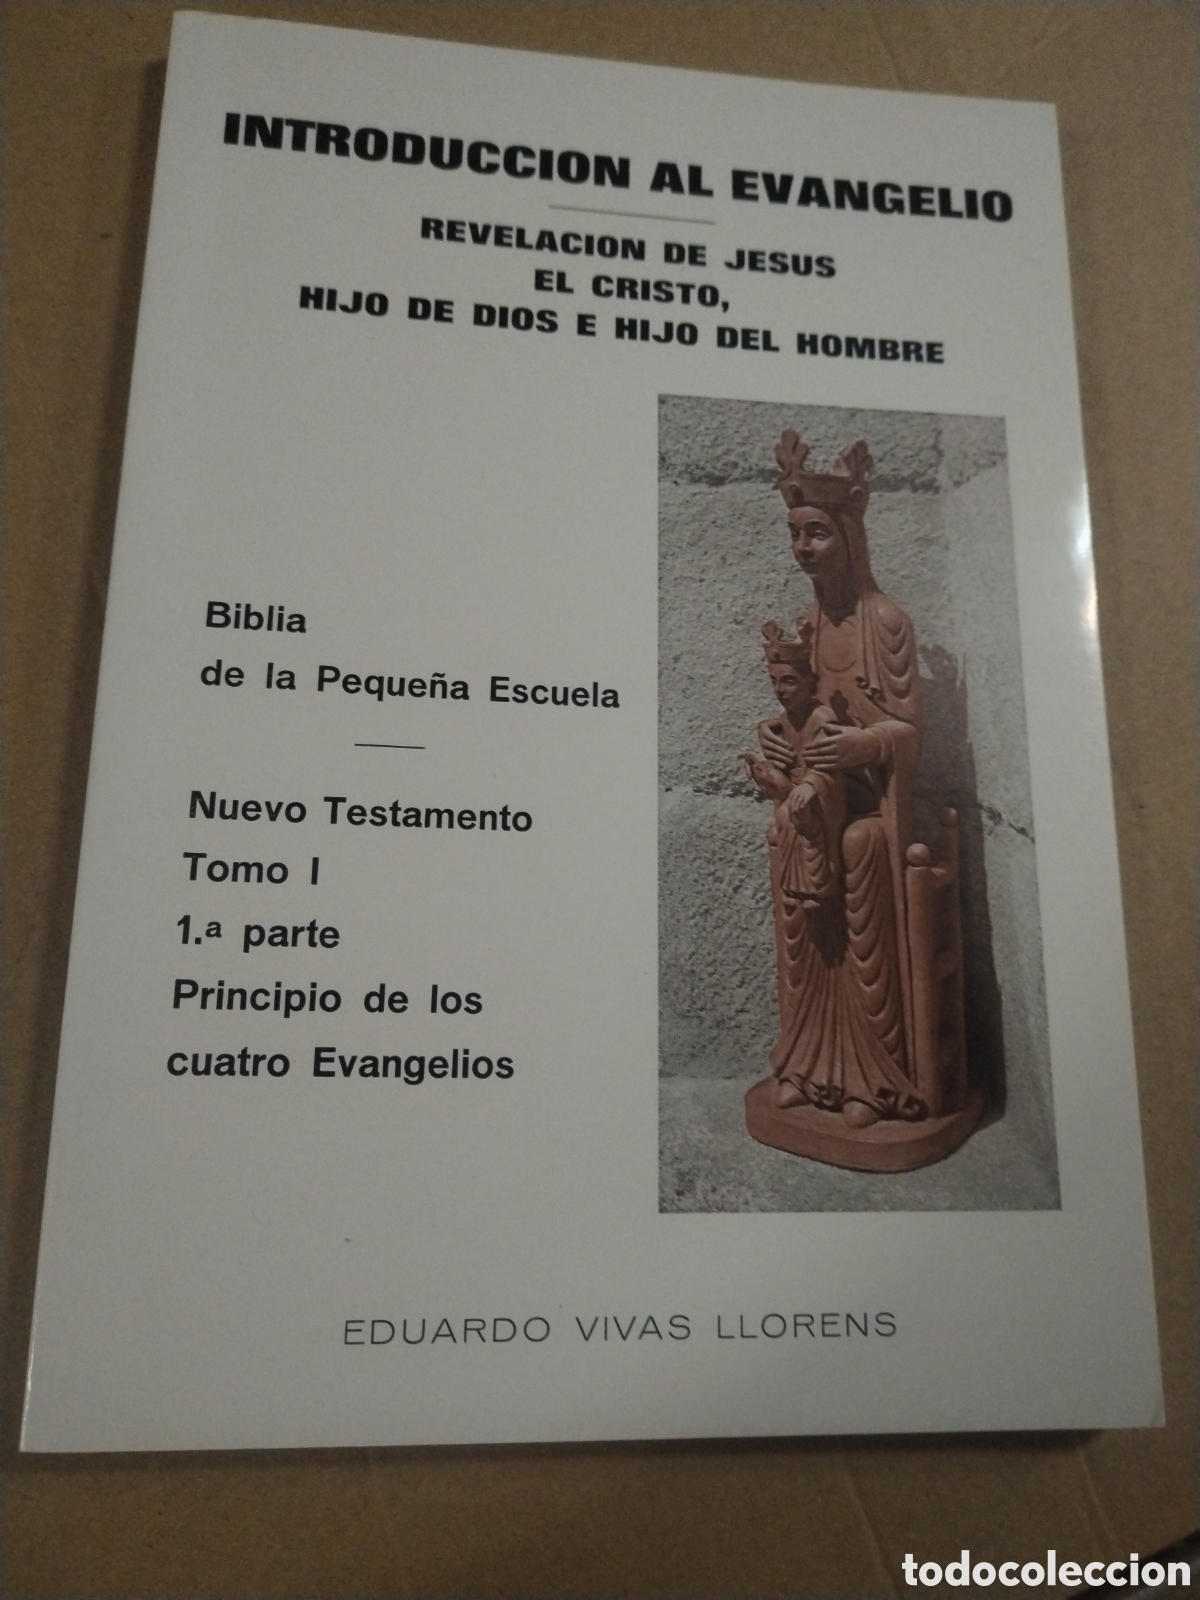 INTRODUCCION AL EVANGELIO
REVELACION DE JESUS
EL CRISTO,
HIJO DE DIOS E HIJO DEL HOMBRE
Biblia
de la Pequeña Escuela
Nuevo Testamento
Tomo I
1.ª parte
Principio de los
cuatro Evangelios
EDUARDO VIVAS LLORENS
todocoleccion